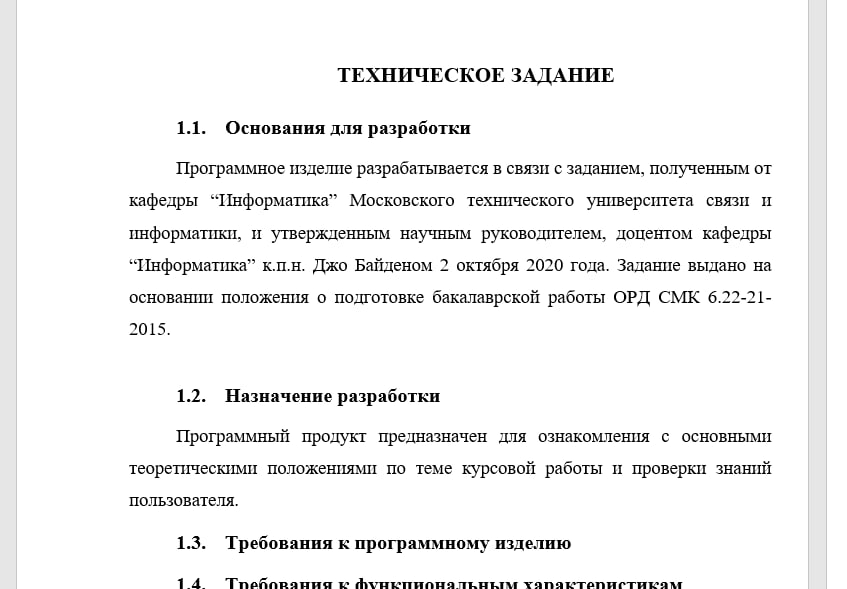 ТЕХНИЧЕСКОЕ ЗАДАНИЕ
1.1. Основания для разработки
Программное изделие разрабатывается в связи с заданием, полученным от
кафедры “Информатика” Московского технического университета связи и
информатики, и утвержденным научным руководителем, доцентом кафедры
“Информатика” к.п.н. Джо Байденом 2 октября 2020 года. Задание выдано на
основании положения о подготовке бакалаврской работы ОРД СМК 6.22-21-
2015.
1.2. Назначение разработки
Программный продукт предназначен для ознакомления с основными
теоретическими положениями по теме курсовой работы и проверки знаний
пользователя.
1.3. Требования к программному изделию
1.4. Требования к функциональным характеристикам